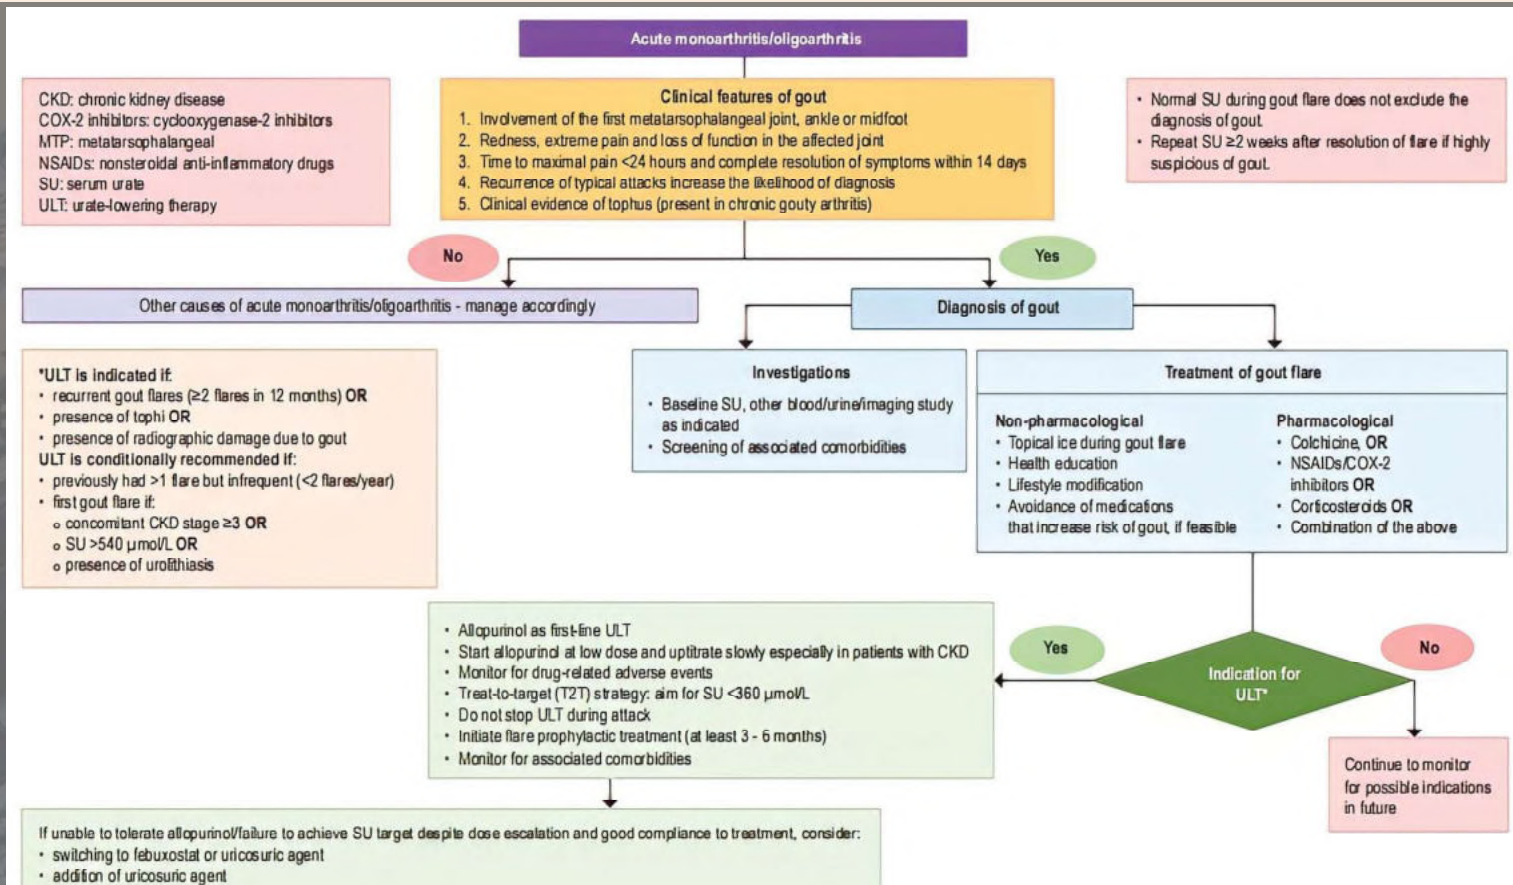 Acute monoarthritis/oligoarthritis
CKD: chronic kidney disease
COX-2 inhibitors: cyclooxygenase-2 inhibitors
MTP: metatarsophalangeal
NSAIDs: nonsteroidal anti-inflammatory drugs
SU: serum urate
ULT: urate-lowering therapy
Clinical features of gout
1. Involvement of the first metatarsophalangeal joint, ankle or midfoot
2. Redness, extreme pain and loss of function in the affected joint
3. Time to maximal pain <24 hours and complete resolution of symptoms within 14 days
4. Recurrence of typical attacks increase the likelihood of diagnosis
5. Clinical evidence of tophus (present in chronic gouty arthritis)
• Normal SU during gout flare does not exclude the
diagnosis of gout.
• Repeat SU ≥2 weeks after resolution of flare if highly
suspicious of gout.
No
Yes
Other causes of acute monoarthritis/oligoarthritis - manage accordingly
Diagnosis of gout
*ULT is indicated if:
• recurrent gout flares (≥2 flares in 12 months) OR
• presence of tophi OR
• presence of radiographic damage due to gout
ULT is conditionally recommended if:
• previously had >1 flare but infrequent (<2 flares/year)
• first gout flare if:
o concomitant CKD stage ≥3 OR
o SU >540 µmol/L OR
o presence of urolithiasis
Investigations
• Baseline SU, other blood/urine/imaging study
as indicated
• Screening of associated comorbidities
Treatment of gout flare
Non-pharmacological
• Topical ice during gout flare
• Health education
• Lifestyle modification
• Avoidance of medications
that increase risk of gout, if feasible
Pharmacological
• Colchicine, OR
• NSAIDs/COX-2
inhibitors OR
• Corticosteroids OR
• Combination of the above
Indication for
ULT*
Yes
No
• Allopurinol as first-line ULT
• Start allopurinol at low dose and uptitrate slowly especially in patients with CKD
• Monitor for drug-related adverse events
• Treat-to-target (T2T) strategy: aim for SU <360 µmol/L
• Do not stop ULT during attack
• Initiate flare prophylactic treatment (at least 3 - 6 months)
• Monitor for associated comorbidities
Continue to monitor
for possible indications
in future
If unable to tolerate allopurinol/failure to achieve SU target despite dose escalation and good compliance to treatment, consider:
• switching to febuxostat or uricosuric agent
• addition of uricosuric agent